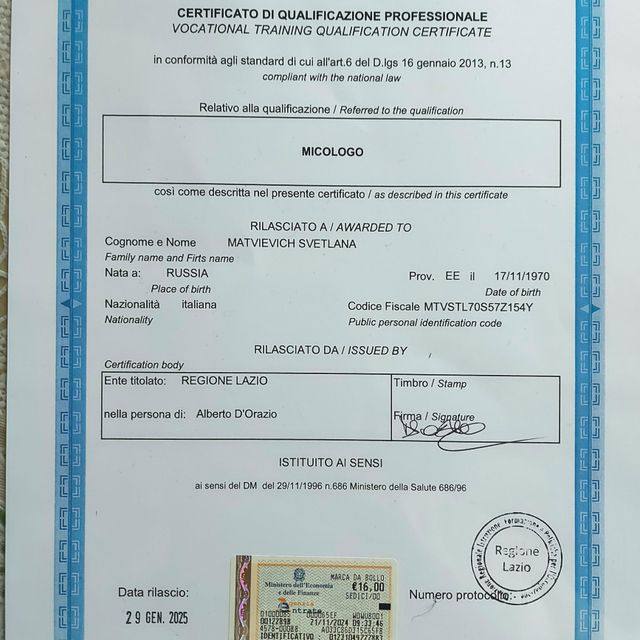 CERTIFICATO DI QUALIFICAZIONE PROFESSIONALE
VOCATIONAL TRAINING QUALIFICATION CERTIFICATE
in conformità agli standard di cui all'art.6 del D.lgs 16 gennaio 2013, n.13
compliant with the national law
Relativo alla qualificazione / Referred to the qualification
MICOLOGO
così come descritta nel presente certificato / as described in this certificate
RILASCIATO A / AWARDED TO
Cognome e Nome MATVIEVICH SVETLANA
Family name and Firts name
Nata a: RUSSIA Prov. EE il 17/11/1970
Place of birth Date of birth
Nazionalità italiana Codice Fiscale MTVSTL70S57Z154Y
Nationality Public personal identification code
RILASCIATO DA / ISSUED BY
Certification body
Ente titolato: REGIONE LAZIO Timbro / Stamp
nella persona di: Alberto D'Orazio Firma / Signature
ISTITUITO AI SENSI
ai sensi del DM del 29/11/1996 n.686 Ministero della Salute 686/96
Regione
Lazio
Data rilascio: Numero protocollo:
29 GEN. 2025
Ministero dell'Economia
e delle Finanze
MARCA DA BOLLO
€16,00
SEDICI/00
entrate
21/11/2024 09:33:46
IDENTIFICATIVO